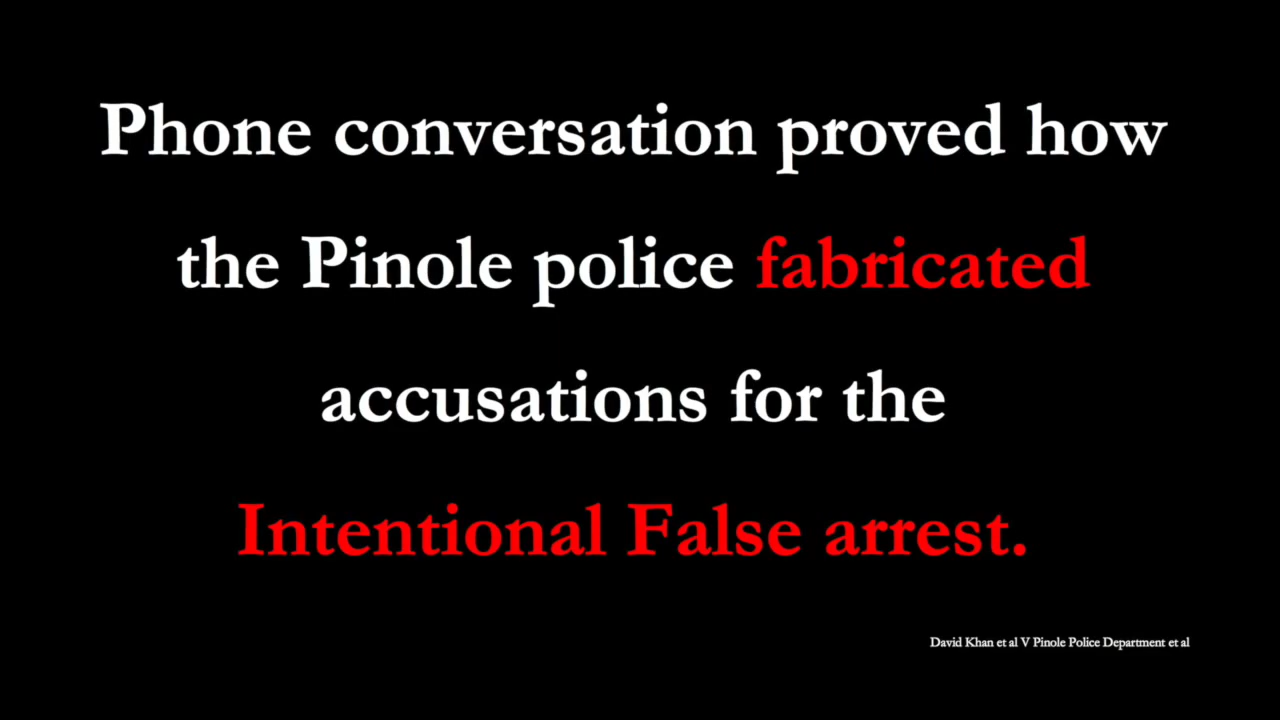 Phone conversation proved how
the Pinole police fabricated
accusations for the
Intentional False arrest.
David Khan et al V Pinole Police Department et al